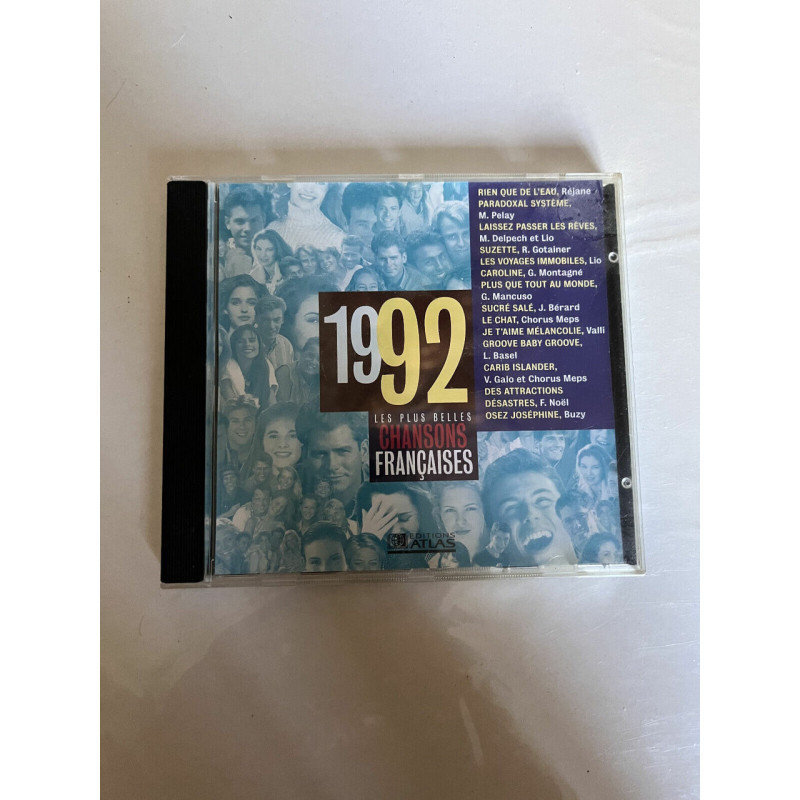 RIEN QUE DE L'EAU, Réjane
PARADOXAL SYSTÈME,
M. Pelay
LAISSEZ PASSER LES RÊVES,
M. Delpech et Lio
SUZETTE, R. Gotainer
LES VOYAGES IMMOBILES, Lio
CAROLINE, G. Montagné
PLUS QUE TOUT AU MONDE,
G. Mancuso
SUCRÉ SALÉ, J. Bérard
LE CHAT, Chorus Meps
JE T'AIME MÉLANCOLIE, Valli
GROOVE BABY GROOVE,
L. Basel
CARIB ISLANDER,
V. Gaio et Chorus Meps
DES ATTRACTIONS
DÉSASTRES, F. Noël
OSEZ JOSÉPHINE, Buzy
1992
LES PLUS BELLES
CHANSONS
FRANÇAISES
EDITIONS
ATLAS